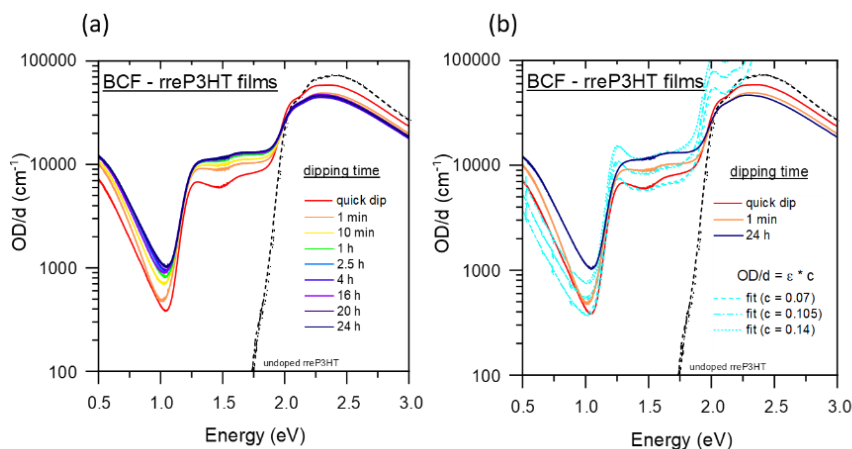 (a)
100000
10000
1000
100
OD/d (cm⁻¹)
BCF - rreP3HT films
dipping time
quick dip
1 min
10 min
1 h
2.5 h
4 h
16 h
20 h
24 h
undoped rreP3HT
0.5 1.0 1.5 2.0 2.5 3.0
Energy (eV)
(b)
100000
10000
1000
100
OD/d (cm⁻¹)
BCF - rreP3HT films
dipping time
quick dip
1 min
24 h
OD/d = ε * c
fit (c = 0.07)
fit (c = 0.105)
fit (c = 0.14)
undoped rreP3HT
0.5 1.0 1.5 2.0 2.5 3.0
Energy (eV)